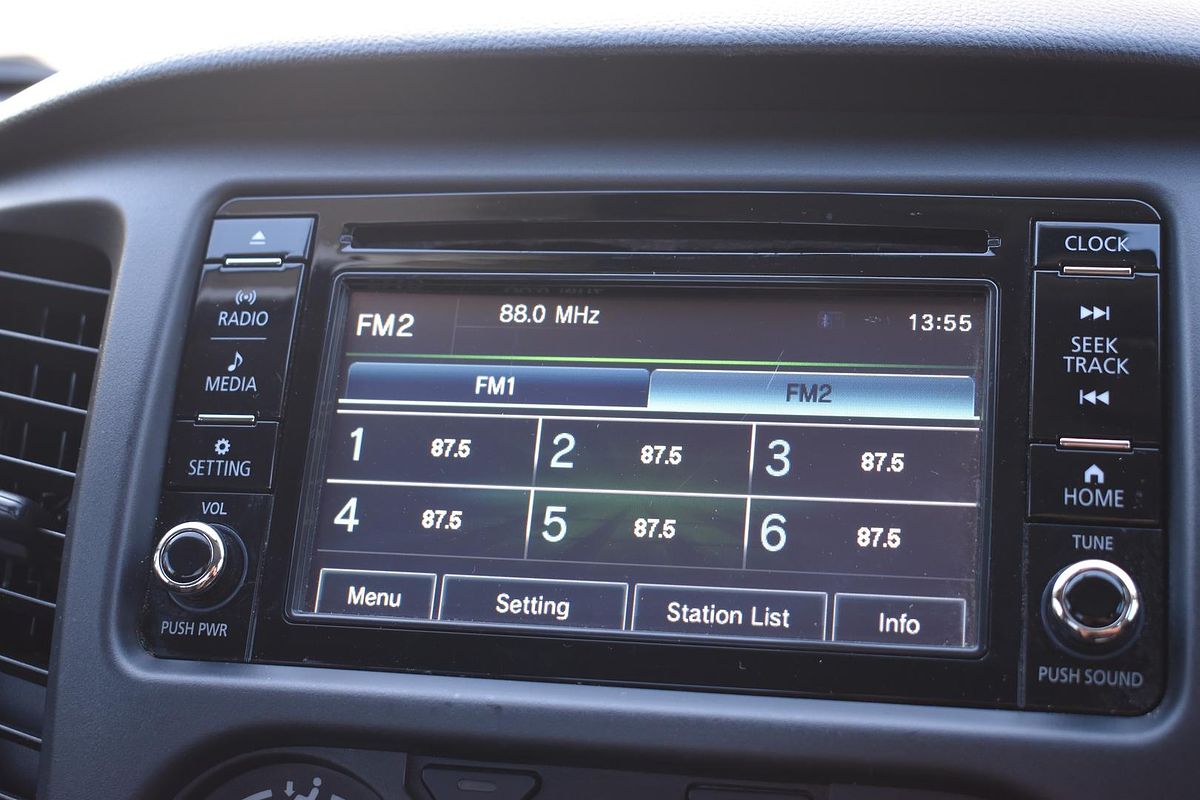 CLOCK
RADIO
MEDIA
SETTING
VOL
PUSH PWR
FM2 88.0 MHz 13:55
FM1 FM2
1 87.5 2 87.5 3 87.5
4 87.5 5 87.5 6 87.5
Menu Setting Station List Info
SEEK
TRACK
HOME
TUNE
PUSH SOUND